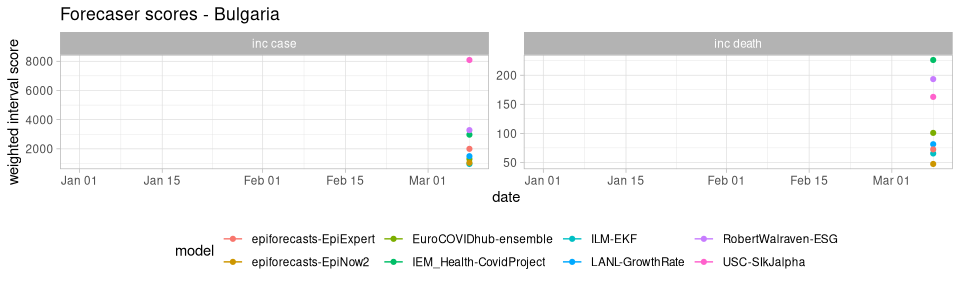 Forecaser scores - Bulgaria
inc case
inc death
weighted interval score
8000
6000
4000
2000
200
150
100
50
Jan 01 Jan 15 Feb 01 Feb 15 Mar 01
Jan 01 Jan 15 Feb 01 Feb 15 Mar 01
date
model
epiforecasts-EpiExpert EuroCOVIDhub-ensemble ILM-EKF RobertWalraven-ESG
epiforecasts-EpiNow2 IEM_Health-CovidProject LANL-GrowthRate USC-SIkJalpha